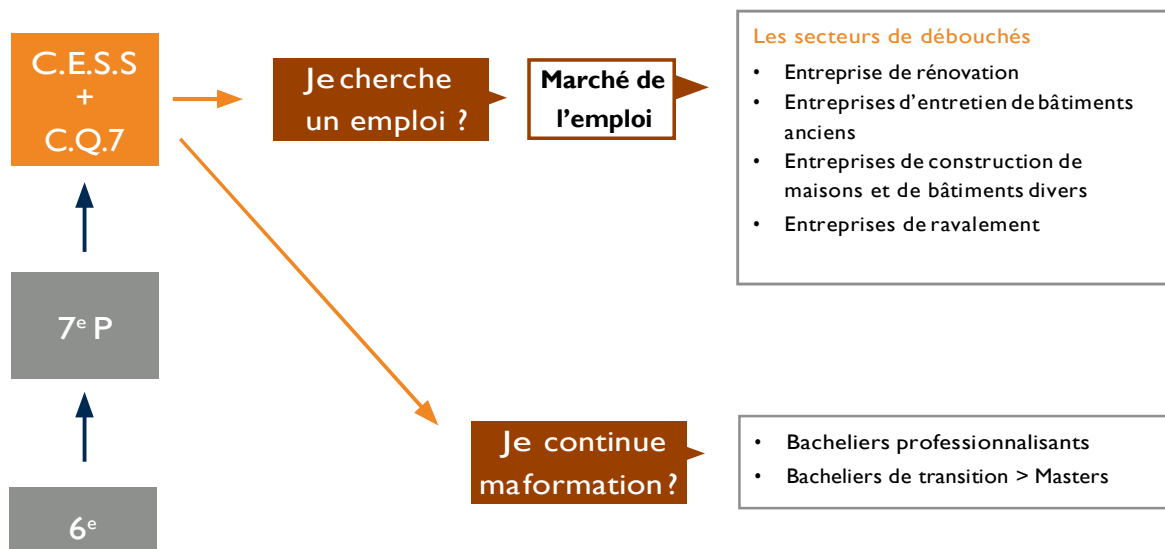 C.E.S.S
+
C.Q.7
Je cherche
un emploi ?
Marché de
l’emploi
Les secteurs de débouchés
• Entreprise de rénovation
• Entreprises d’entretien de bâtiments
anciens
• Entreprises de construction de
maisons et de bâtiments divers
• Entreprises de ravalement
7e P
Je continue
ma formation ?
• Bacheliers professionnalisants
• Bacheliers de transition > Masters
6e